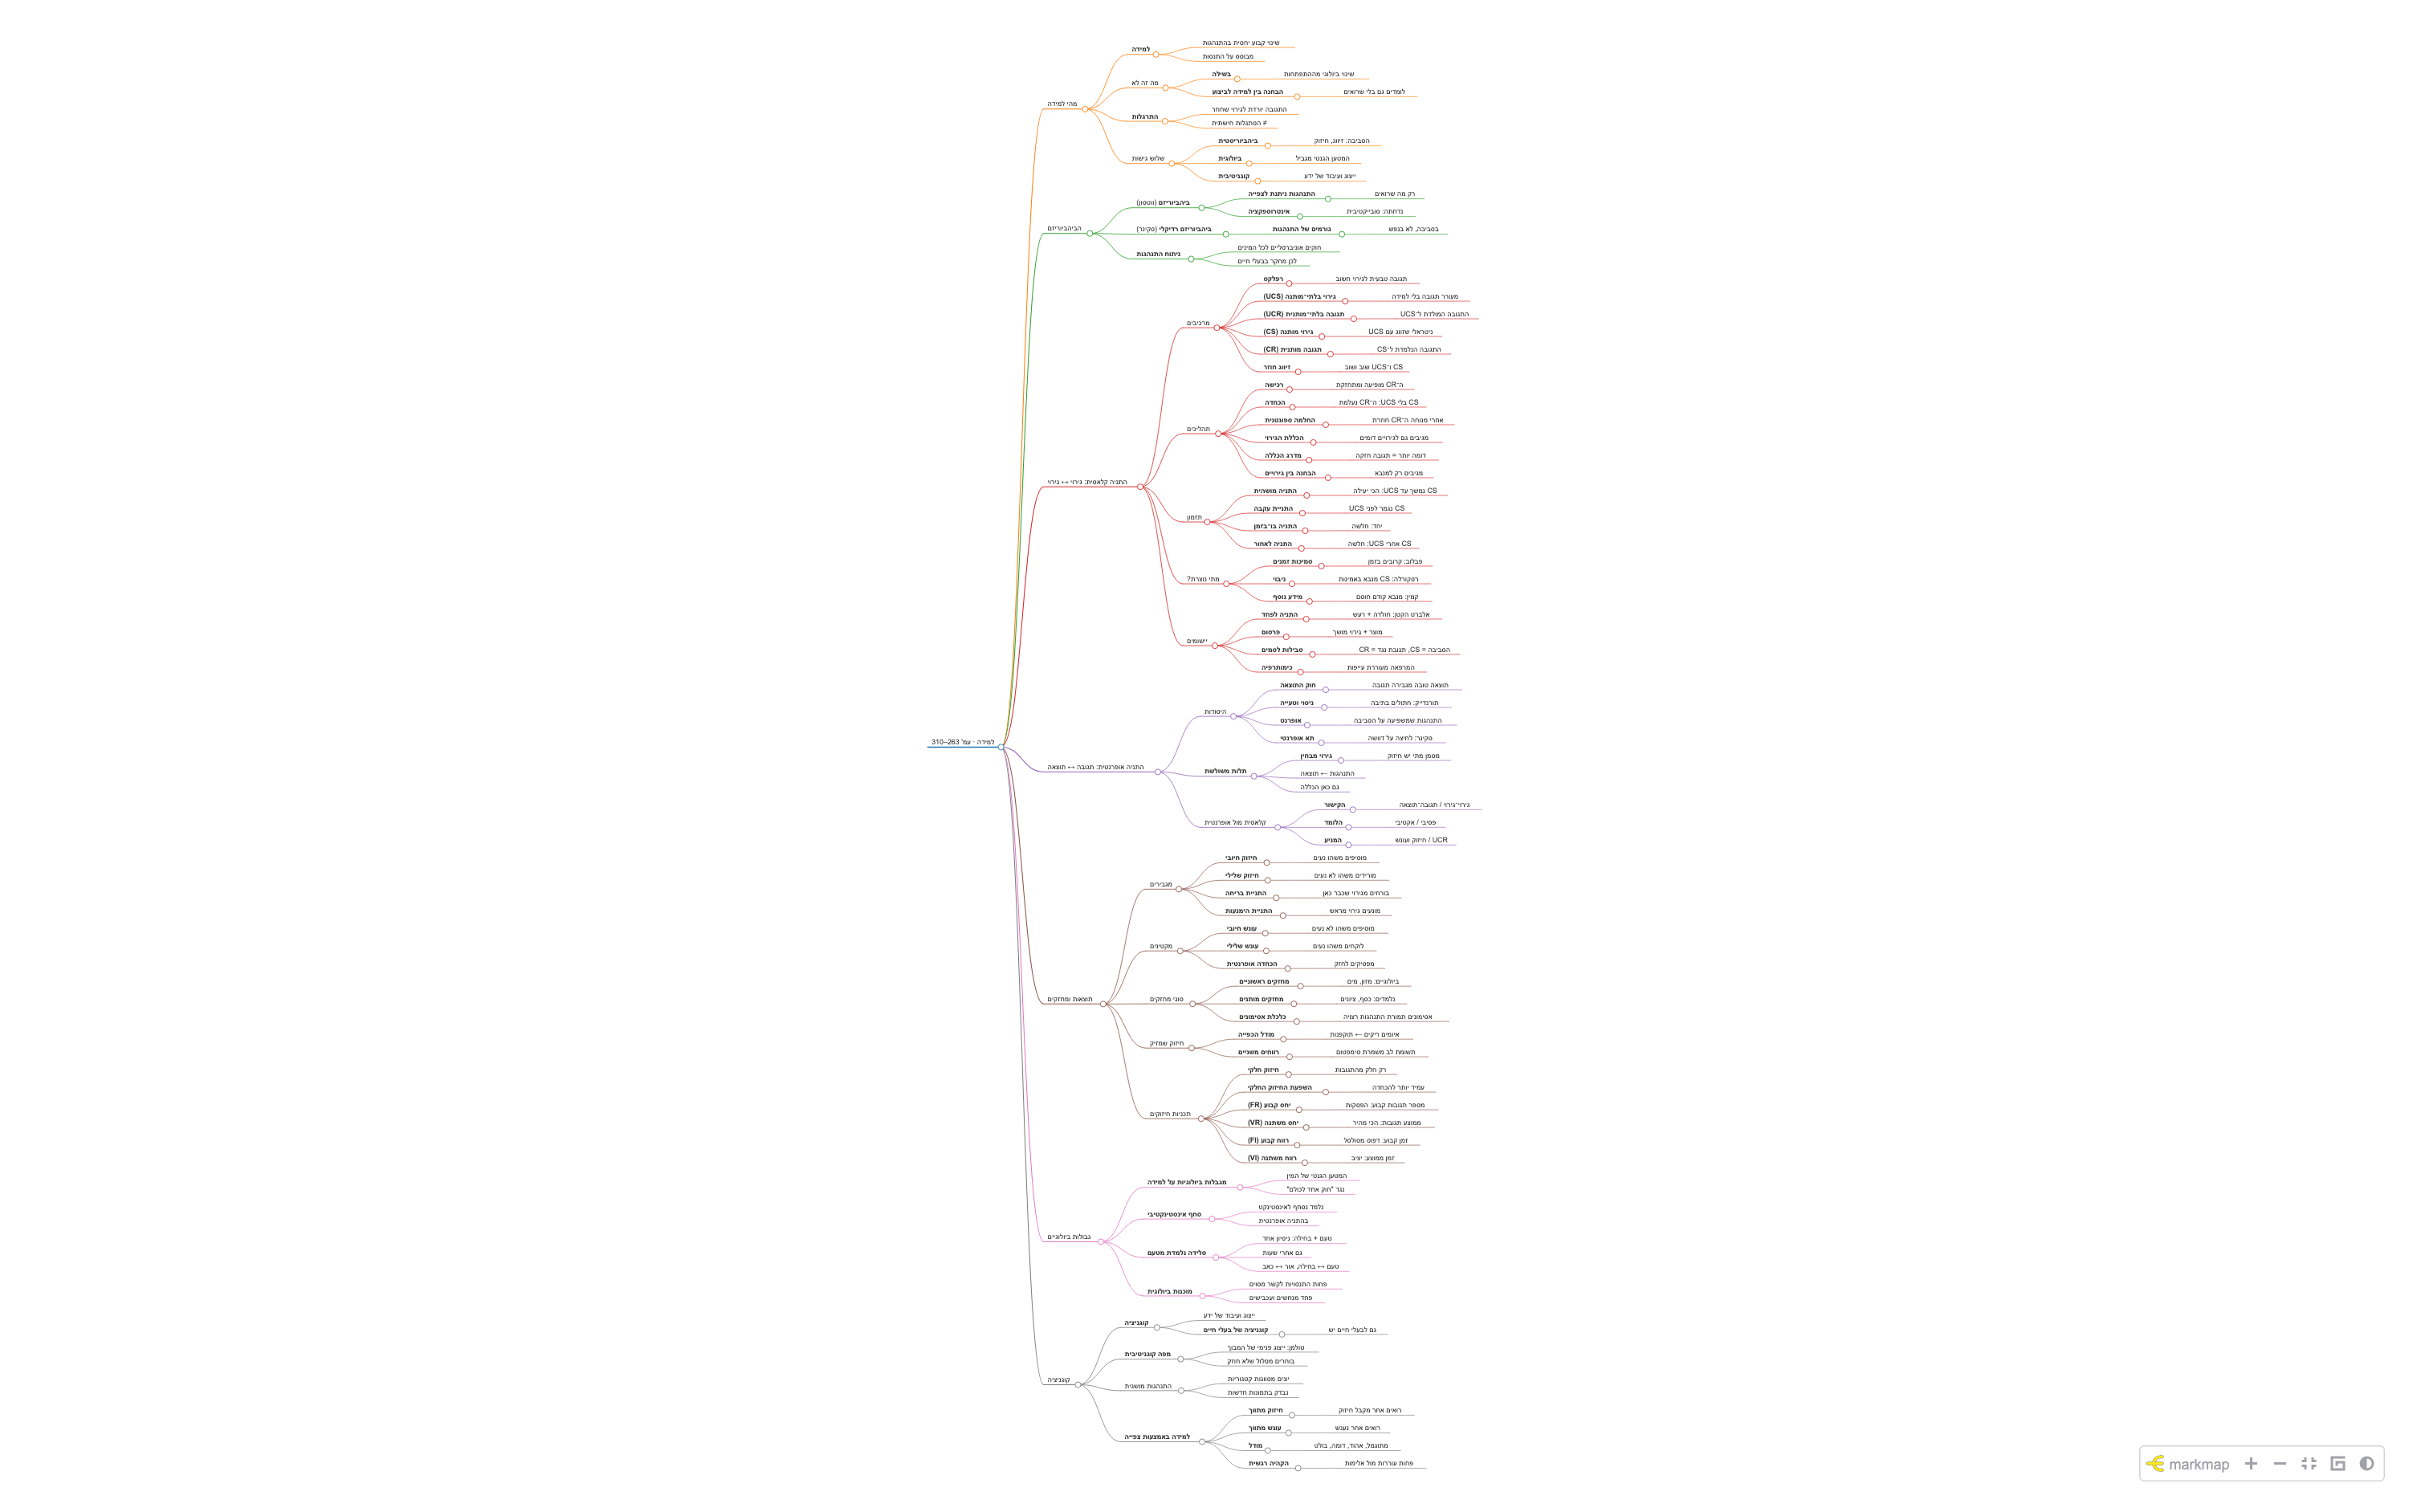 למידה · עמ' 263–310
מהי למידה
למידה
שינוי קבוע יחסית בהתנהגות
מבוסס על התנסות
מה זה לא
בשילה
שינוי ביולוגי מההתפתחות
הבחנה בין למידה לביצוע
לומדים גם בלי שרואים
התרגלות
התגובה יורדת לגירוי שחוזר
≠ הסתגלות חישתית
שלוש גישות
ביהביוריסטית
הסביבה: זיווג, חיזוק
ביולוגית
המטען הגנטי מגביל
קוגניטיבית
ייצוג ועיבוד של ידע
הביהביוריזם
ביהביוריזם (ווטסון)
התנהגות ניתנת לצפייה
רק מה שרואים
אינטרוספקציה
נדחתה: סובייקטיבית
ביהביוריזם רדיקלי (סקינר)
גורמים של התנהגות
בסביבה, לא בנפש
ניתוח התנהגות
חוקים אוניברסליים לכל המינים
לכן מחקר בבעלי חיים
התניה קלאסית: גירוי ↔ גירוי
מרכיבים
רפלקס
תגובה טבעית לגירוי חשוב
גירוי בלתי־מותנה (UCS)
מעורר תגובה בלי למידה
תגובה בלתי־מותנית (UCR)
התגובה המולדת ל־UCS
גירוי מותנה (CS)
ניטראלי שזווג עם UCS
תגובה מותנית (CR)
התגובה הנלמדת ל־CS
זיווג חוזר
CS ו־UCS שוב ושוב
תהליכים
רכישה
ה־CR מופיעה ומתחזקת
הכחדה
CS בלי UCS: ה־CR נעלמת
החלמה ספונטנית
אחרי מנוחה ה־CR חוזרת
הכללת הגירוי
מגיבים גם לגירויים דומים
מדרג הכללה
דומה יותר = תגובה חזקה
הבחנה בין גירויים
מגיבים רק למנבא
תזמון
התניה מושהית
CS נמשך עד UCS: הכי יעילה
התניית עקבה
CS נגמר לפני UCS
התניה בו־בזמן
יחד: חלשה
התניה לאחור
CS אחרי UCS: חלשה
מתי נוצרת?
סמיכות זמנים
פבלוב: קרובים בזמן
ניבוי
רסקורלה: CS מנבא באמינות
מידע נוסף
קמין: מנבא קודם חוסם
יישומים
התניה לפחד
אלברט הקטן: חולדה + רעש
פרסום
מוצר + גירוי מושך
סבילות לסמים
הסביבה = CS, תגובת נגד = CR
כימותרפיה
המרפאה מעוררת עייפות
התניה אופרנטית: תגובה ↔ תוצאה
היסודות
חוק התוצאה
תוצאה טובה מגבירה תגובה
ניסוי וטעייה
תורנדייק: חתולים בתיבה
אופרנט
התנהגות שמשפיעה על הסביבה
תא אופרנטי
סקינר: לחיצה על דוושה
תלות משולשת
גירוי מבחין
מסמן מתי יש חיזוק
התנהגות ← תוצאה
גם כאן הכללה
קלאסית מול אופרנטית
הקישור
גירוי־גירוי / תגובה־תוצאה
הלומד
פסיבי / אקטיבי
המניע
UCR / חיזוק ועונש
תוצאות ומחזקים
מגבירים
חיזוק חיובי
מוסיפים משהו נעים
חיזוק שלילי
מורידים משהו לא נעים
התניית בריחה
בורחים מגירוי שכבר כאן
התניית הימנעות
מונעים גירוי מראש
מקטינים
עונש חיובי
מוסיפים משהו לא נעים
עונש שלילי
לוקחים משהו נעים
הכחדה אופרנטית
מפסיקים לחזק
סוגי מחזקים
מחזקים ראשוניים
ביולוגיים: מזון, מים
מחזקים מותנים
נלמדים: כסף, ציונים
כלכלת אסימונים
אסימונים תמורת התנהגות רצויה
חיזוק שמזיק
מודל הכפייה
איומים ריקים ← תוקפנות
רווחים משניים
תשומת לב משמרת סימפטום
תכניות חיזוקים
חיזוק חלקי
רק חלק מהתגובות
השפעת החיזוק החלקי
עמיד יותר להכחדה
יחס קבוע (FR)
מספר תגובות קבוע: הפסקות
יחס משתנה (VR)
ממוצע תגובות: הכי מהיר
רווח קבוע (FI)
זמן קבוע: דפוס מסולסל
רווח משתנה (VI)
זמן ממוצע: יציב
גבולות ביולוגיים
מגבלות ביולוגיות על למידה
המטען הגנטי של המין
נגד "חוק אחד לכולם"
סחף אינסטינקטיבי
נלמד נסחף לאינסטינקט
בהתניה אופרנטית
סלידה נלמדת מטעם
טעם + בחילה: ניסיון אחד
גם אחרי שעות
טעם ↔ בחילה, אור ↔ כאב
מוכנות ביולוגית
פחות התנסויות לקשר מסוים
פחד מנחשים ועכבישים
קוגניציה
קוגניציה
ייצוג ועיבוד של ידע
קוגניציה של בעלי חיים
גם לבעלי חיים יש
מפה קוגניטיבית
טולמן: ייצוג פנימי של המבוך
בוחרים מסלול שלא חוזק
התנהגות מושגית
יונים מסווגות קטגוריות
נבדק בתמונות חדשות
למידה באמצעות צפייה
חיזוק מתווך
רואים אחר מקבל חיזוק
עונש מתווך
רואים אחר נענש
מודל
מתוגמל, אהוד, דומה, בולט
הקהיה רגשית
פחות עוררות מול אלימות
markmap